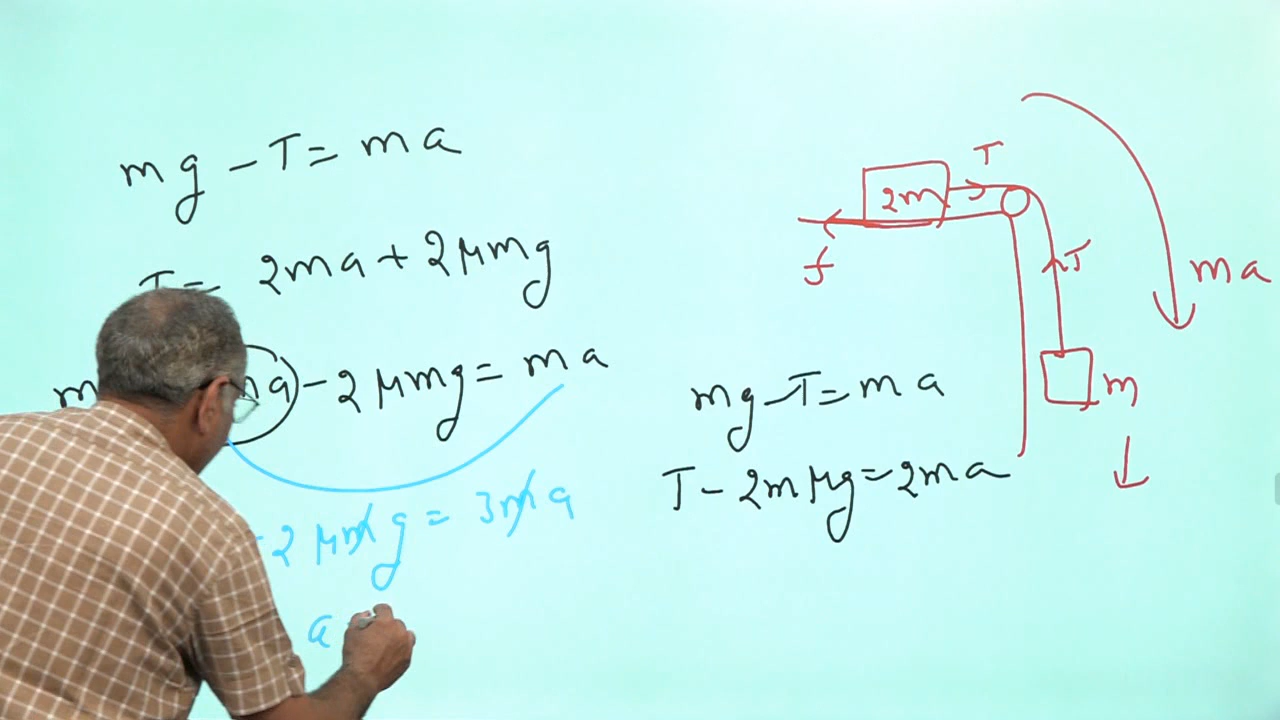 mg - T = ma
T = 2ma + 2μmg
m
a) - 2μmg = ma
- 2μmg = 3ma
a
T
2m
f
T
ma
m
mg - T = ma
T - 2mμg = 2ma